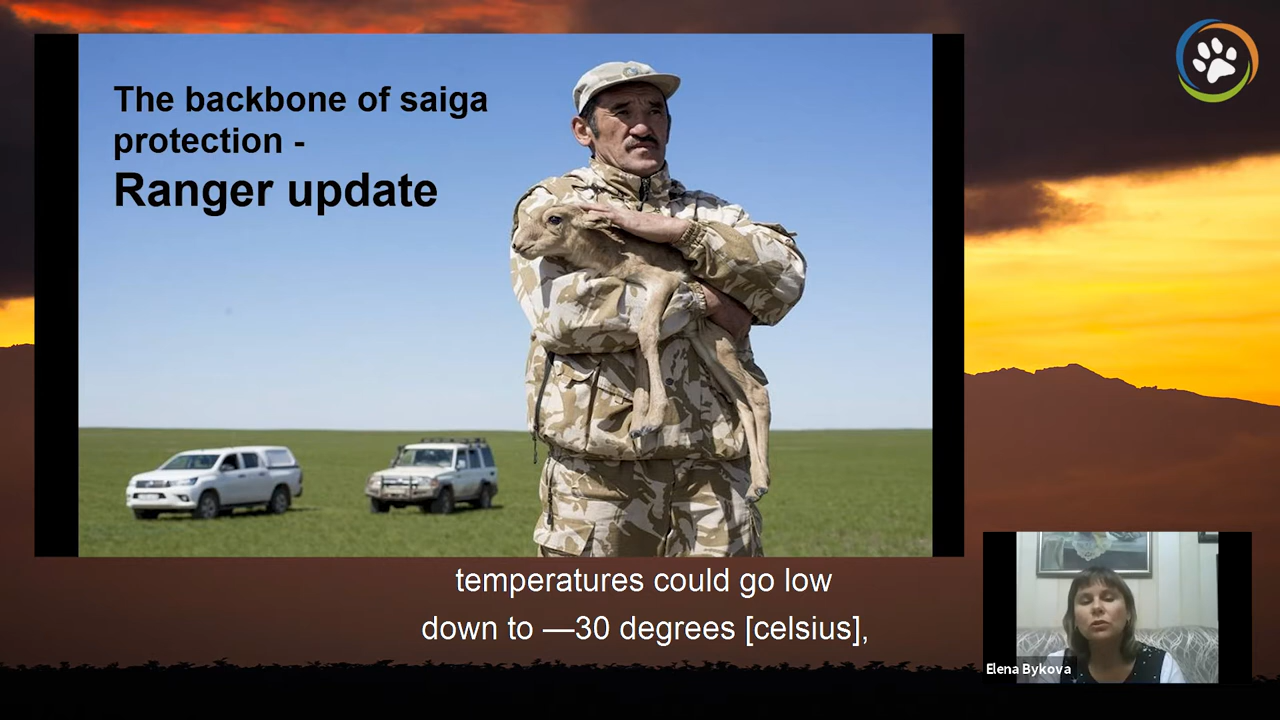 The backbone of saiga
protection -
Ranger update
temperatures could go low
down to —30 degrees [celsius],
Elena Bykova